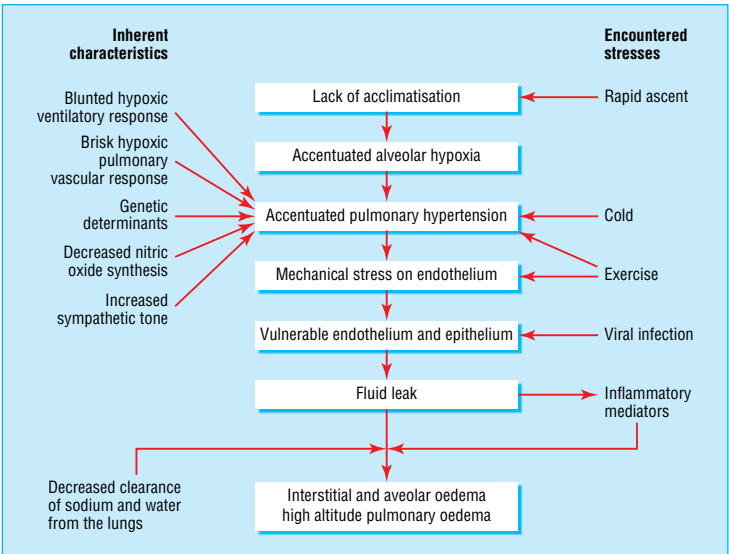 Inherent
characteristics
Encountered
stresses
Blunted hypoxic
ventilatory response
Brisk hypoxic
pulmonary
vascular response
Genetic
determinants
Decreased nitric
oxide synthesis
Increased
sympathetic tone
Lack of acclimatisation
Accentuated alveolar hypoxia
Accentuated pulmonary hypertension
Mechanical stress on endothelium
Vulnerable endothelium and epithelium
Fluid leak
Rapid ascent
Cold
Exercise
Viral infection
Inflammatory
mediators
Decreased clearance
of sodium and water
from the lungs
Interstitial and aveolar oedema
high altitude pulmonary oedema